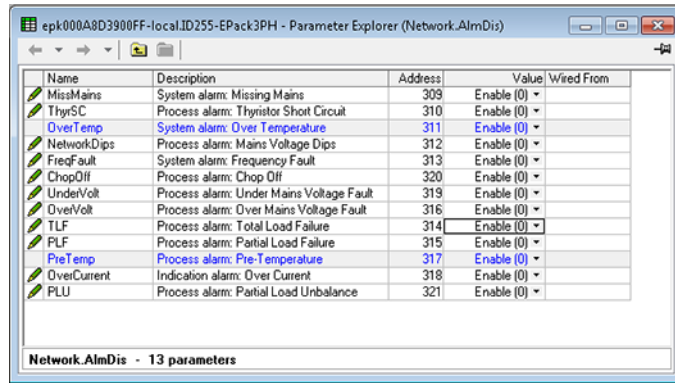 epk000A8D3900FF-local.ID255-EPack3PH - Parameter Explorer (Network.AlmDis)
Name Description Address Value Wired From
MissMains System alarm: Missing Mains 309 Enable (0)
ThyrSC Process alarm: Thyristor Short Circuit 310 Enable (0)
OverTemp System alarm: Over Temperature 311 Enable (0)
NetworkDips Process alarm: Mains Voltage Dips 312 Enable (0)
FreqFault System alarm: Frequency Fault 313 Enable (0)
ChopOff Process alarm: Chop Off 320 Enable (0)
UnderVolt Process alarm: Under Mains Voltage Fault 319 Enable (0)
OverVolt Process alarm: Over Mains Voltage Fault 316 Enable (0)
TLF Process alarm: Total Load Failure 314 Enable (0)
PLF Process alarm: Partial Load Failure 315 Enable (0)
PreTemp Process alarm: Pre-Temperature 317 Enable (0)
OverCurrent Indication alarm: Over Current 318 Enable (0)
PLU Process alarm: Partial Load Unbalance 321 Enable (0)
Network.AlmDis - 13 parameters